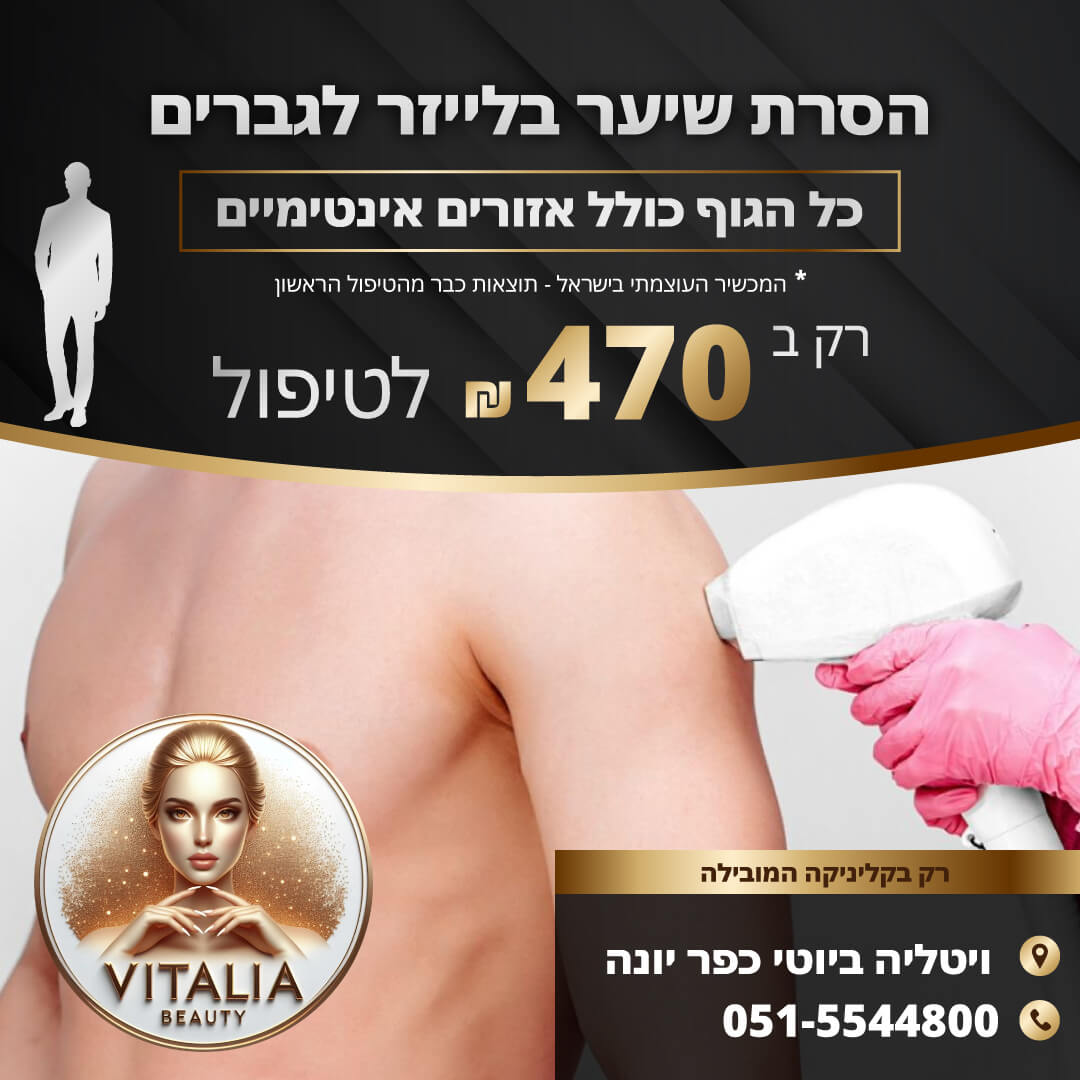 הסרת שיער בלייזר לגברים
כל הגוף כולל אזורים אינטימיים
* המכשיר העוצמתי בישראל - תוצאות כבר מהטיפול הראשון
רק ב 470 ₪ לטיפול
VITALIA
BEAUTY
רק בקליניקה המובילה
ויטליה ביוטי כפר יונה
051-5544800